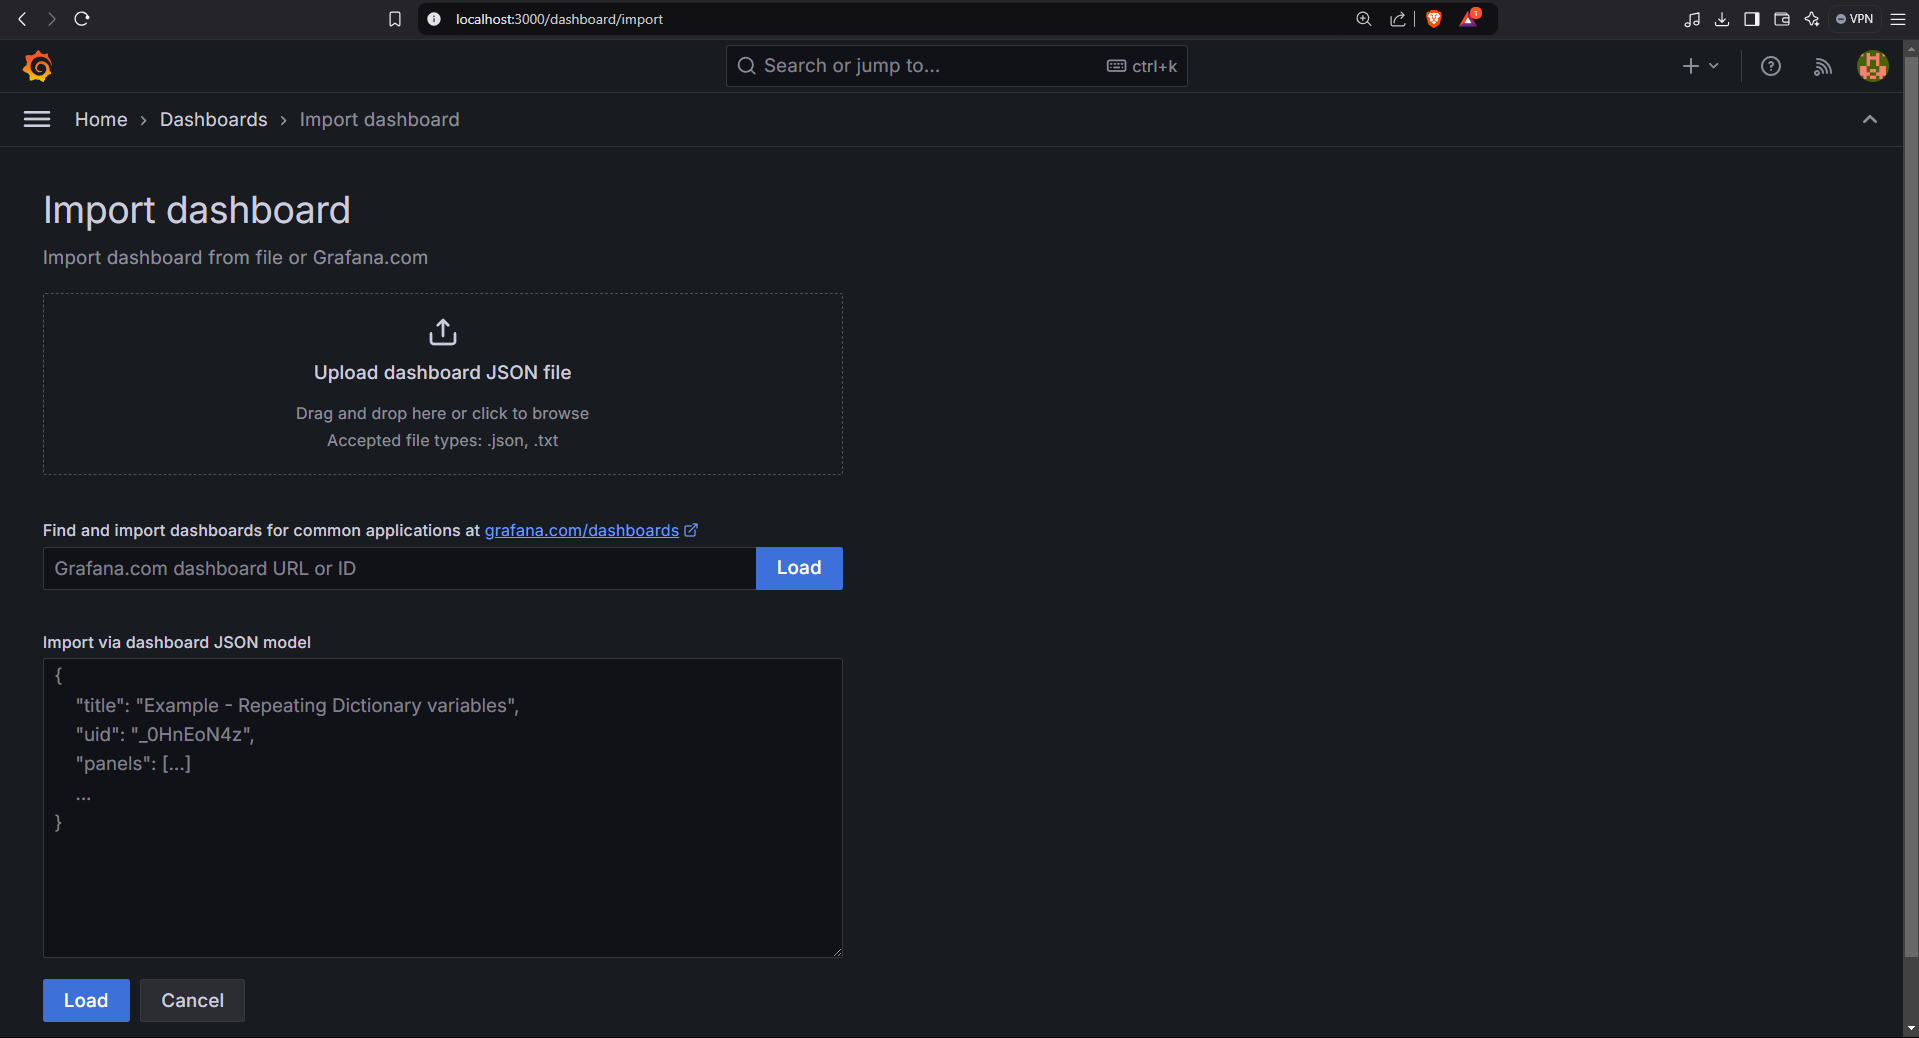 localhost:3000/dashboard/import
1
VPN
Search or jump to...
ctrl+k
Home › Dashboards › Import dashboard
Import dashboard
Import dashboard from file or Grafana.com
Upload dashboard JSON file
Drag and drop here or click to browse
Accepted file types: .json, .txt
Find and import dashboards for common applications at grafana.com/dashboards
Grafana.com dashboard URL or ID
Load
Import via dashboard JSON model
{
"title": "Example - Repeating Dictionary variables",
"uid": "_0HnEoN4z",
"panels": [...]
...
}
Load
Cancel